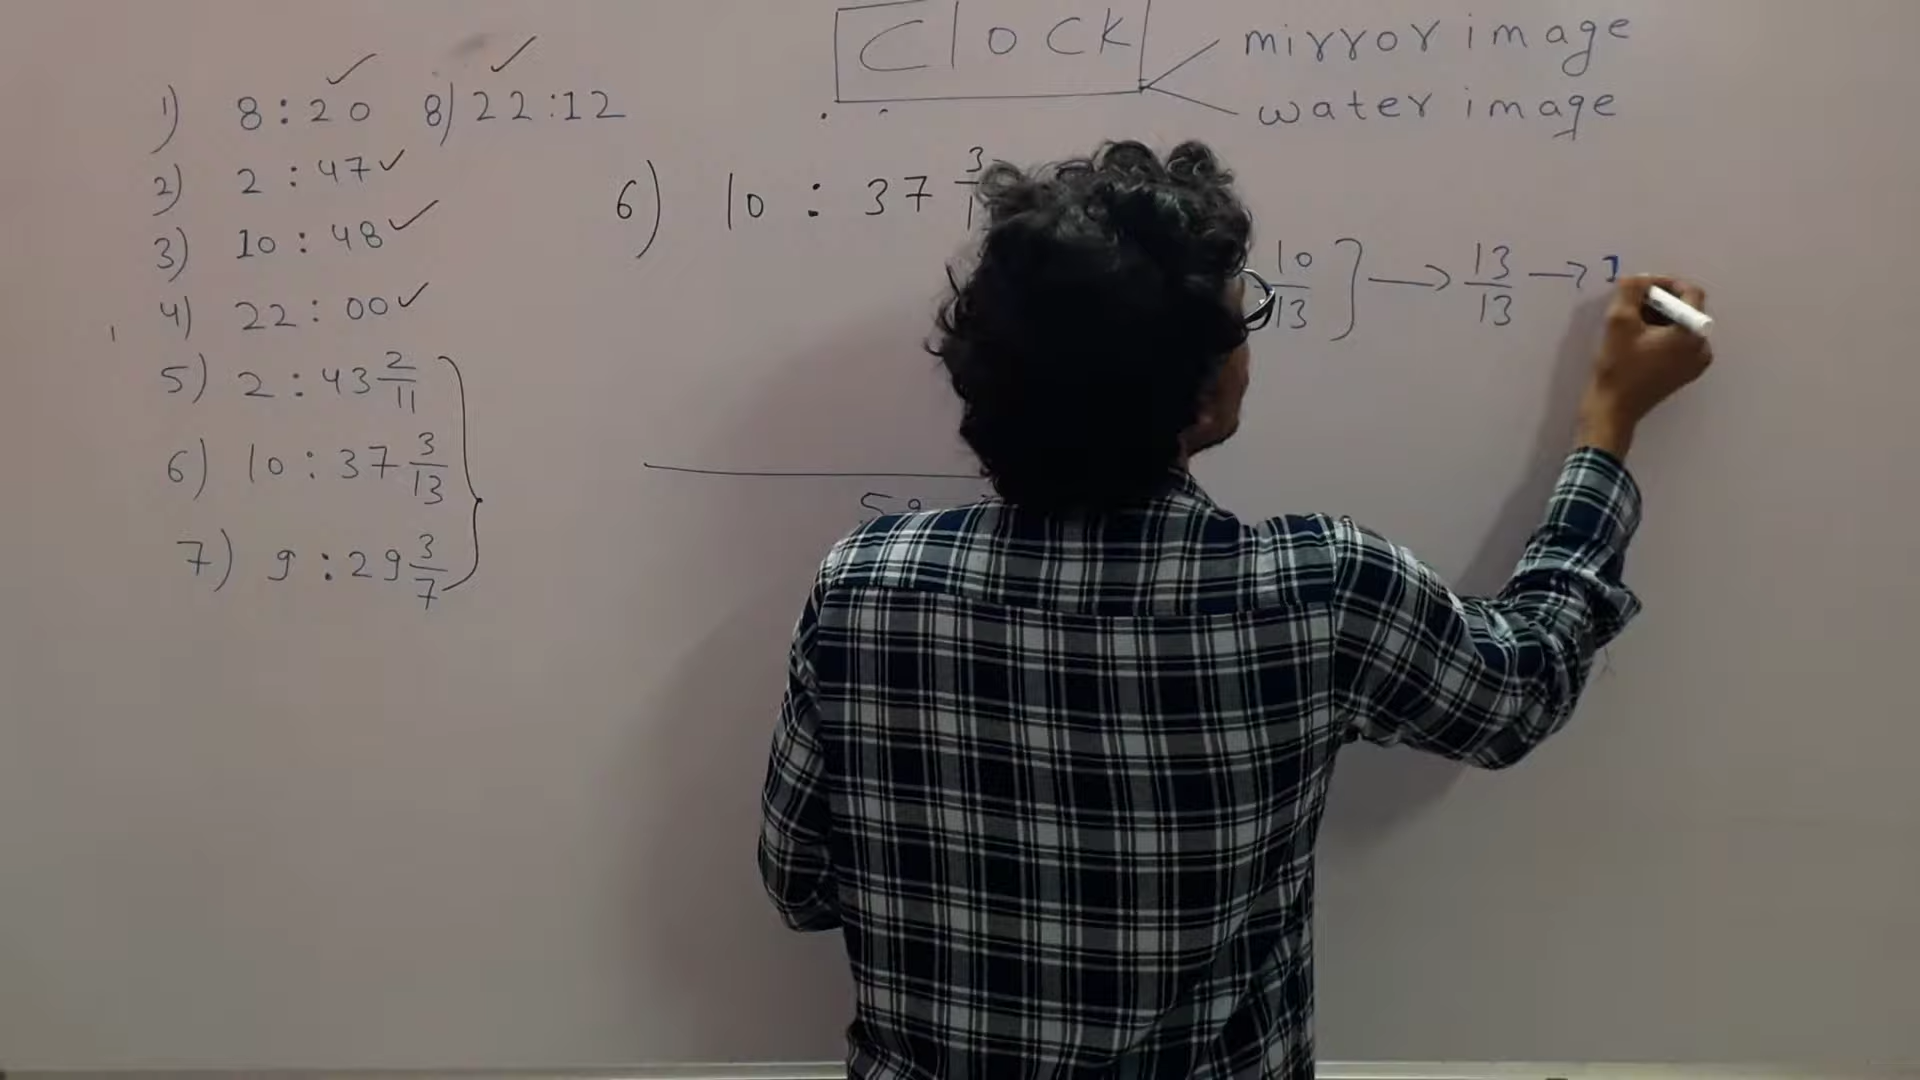 Clock
mirror image
water image
1) 8:20
8) 22:12
2) 2:47
3) 10:48
4) 22:00
5) 2:43 2/11
6) 10:37 3/13
7) 9:29 3/7
6) 10:37 3
10/13 } → 13/13 →